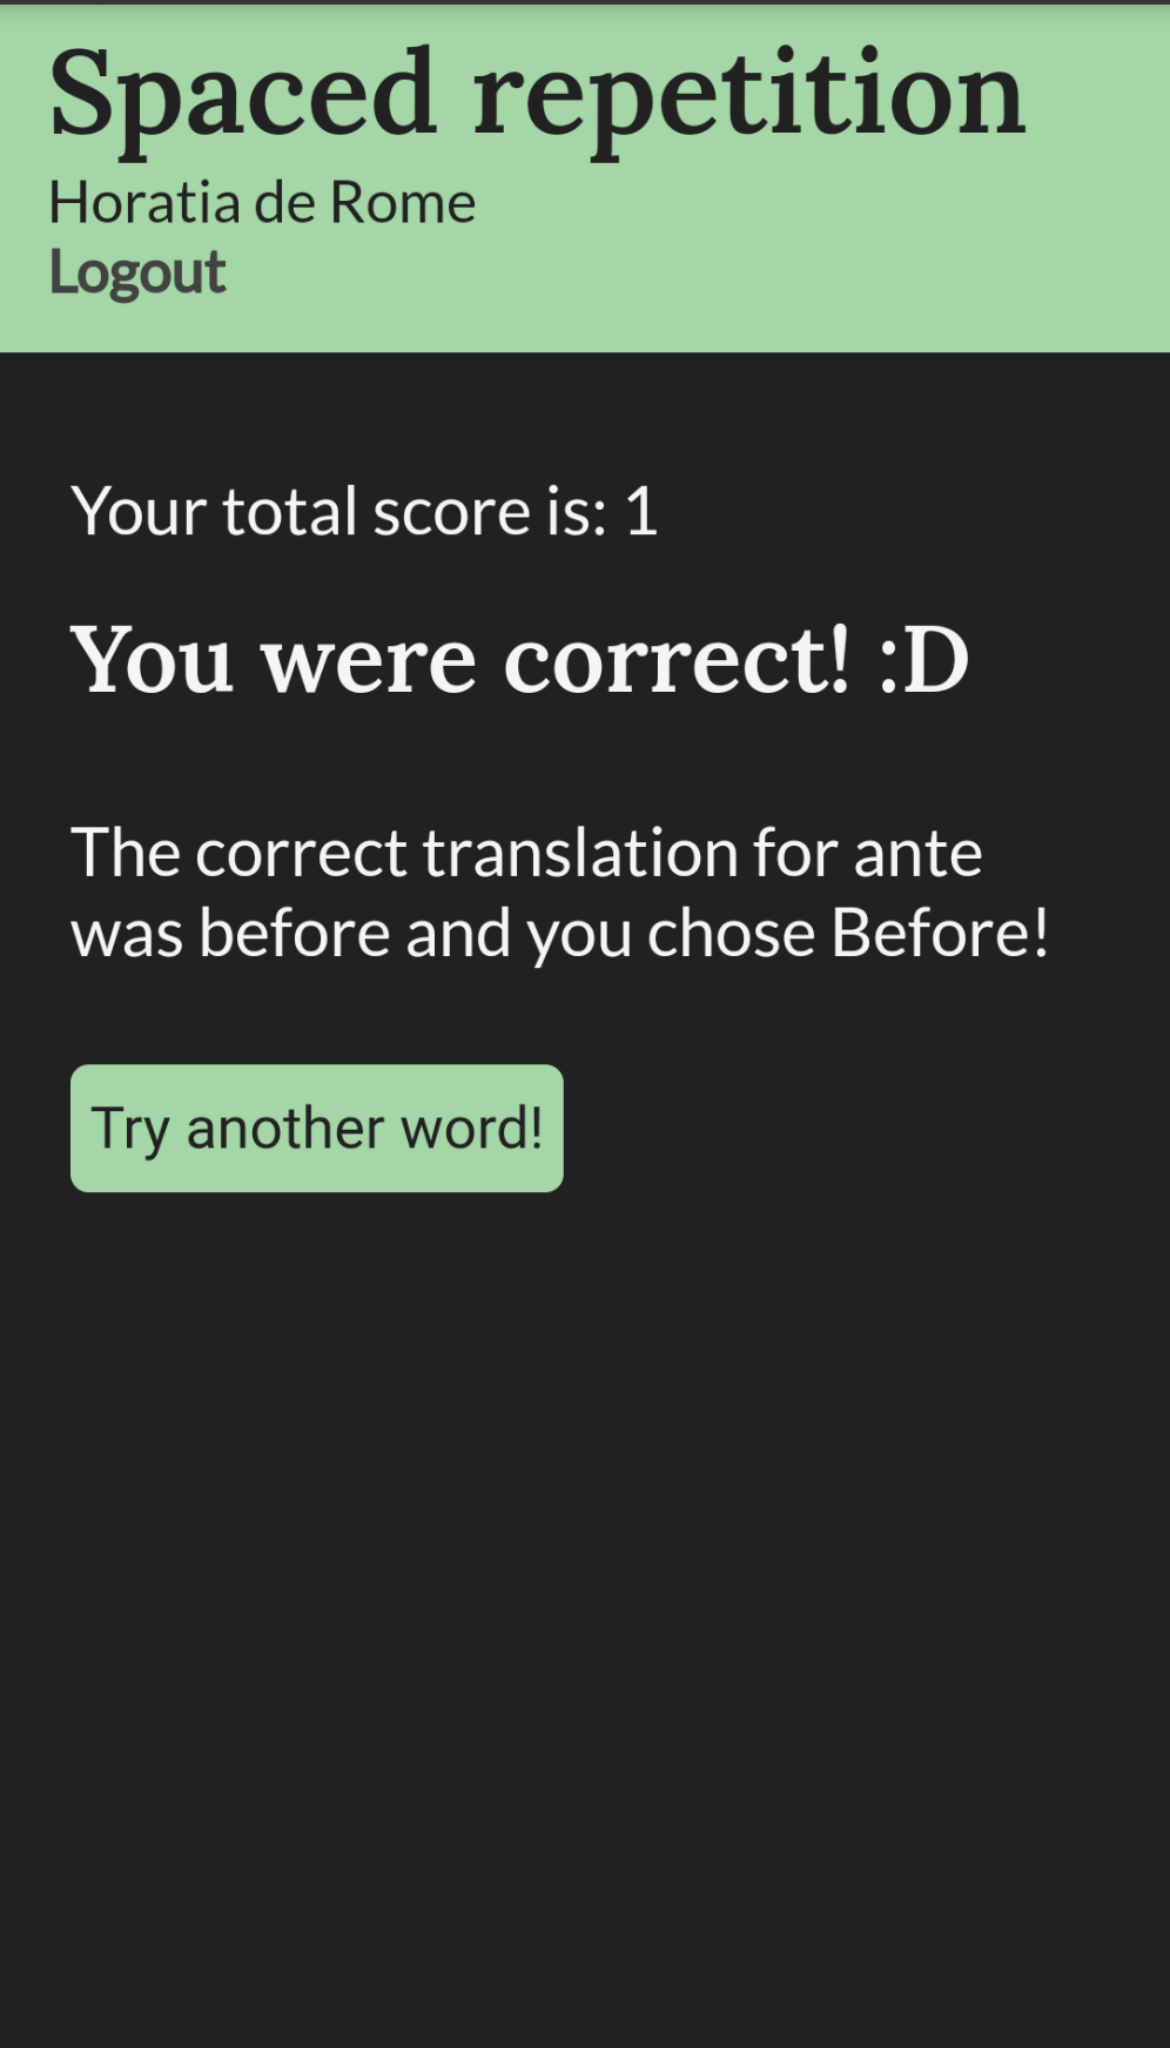 Spaced repetition
Horatia de Rome
Logout
Your total score is: 1
You were correct! :D
The correct translation for ante
was before and you chose Before!
Try another word!